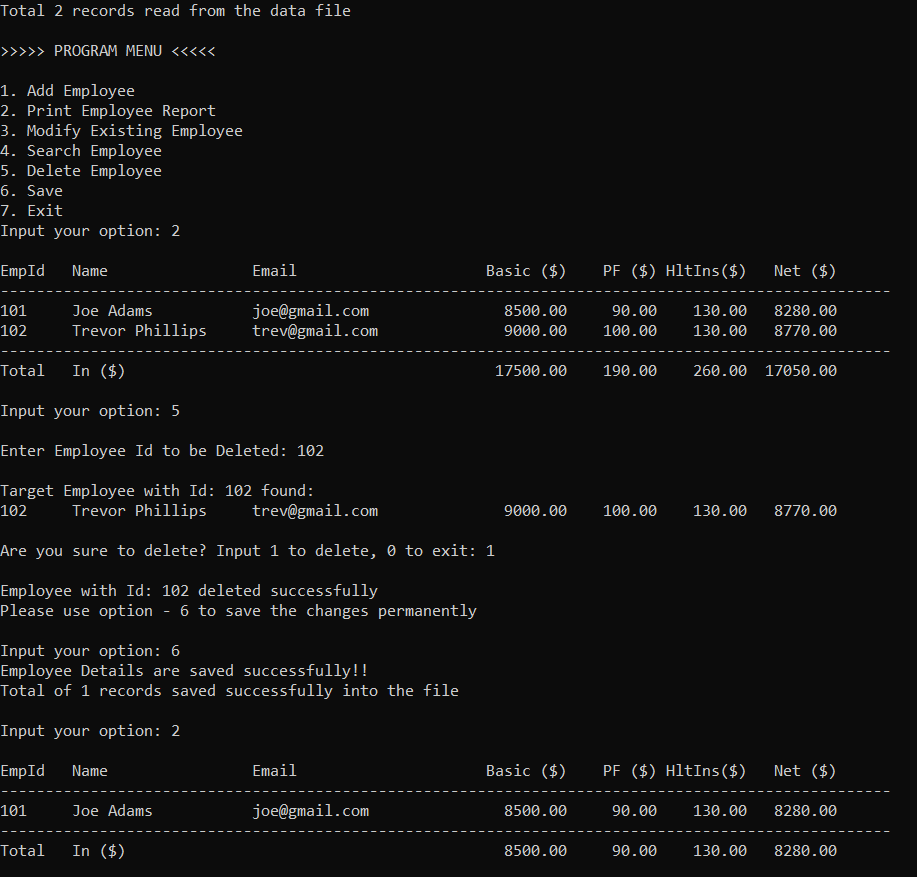 Total 2 records read from the data file
>>>>> PROGRAM MENU <<<<<
1. Add Employee
2. Print Employee Report
3. Modify Existing Employee
4. Search Employee
5. Delete Employee
6. Save
7. Exit
Input your option: 2
EmpId   Name                Email                     Basic ($)    PF ($) HltIns($)   Net ($)
---------------------------------------------------------------------------------------------------
101     Joe Adams           joe@gmail.com               8500.00     90.00    130.00   8280.00
102     Trevor Phillips     trev@gmail.com              9000.00    100.00    130.00   8770.00
---------------------------------------------------------------------------------------------------
Total   In ($)                                         17500.00    190.00    260.00  17050.00
Input your option: 5
Enter Employee Id to be Deleted: 102
Target Employee with Id: 102 found:
102     Trevor Phillips     trev@gmail.com              9000.00    100.00    130.00   8770.00
Are you sure to delete? Input 1 to delete, 0 to exit: 1
Employee with Id: 102 deleted successfully
Please use option - 6 to save the changes permanently
Input your option: 6
Employee Details are saved successfully!!
Total of 1 records saved successfully into the file
Input your option: 2
EmpId   Name                Email                     Basic ($)    PF ($) HltIns($)   Net ($)
---------------------------------------------------------------------------------------------------
101     Joe Adams           joe@gmail.com               8500.00     90.00    130.00   8280.00
---------------------------------------------------------------------------------------------------
Total   In ($)                                          8500.00     90.00    130.00   8280.00